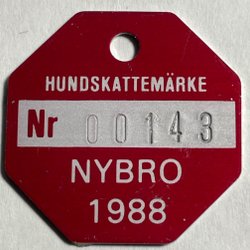 HUNDSKATTEMÄRKE
Nr 00143
NYBRO
1988